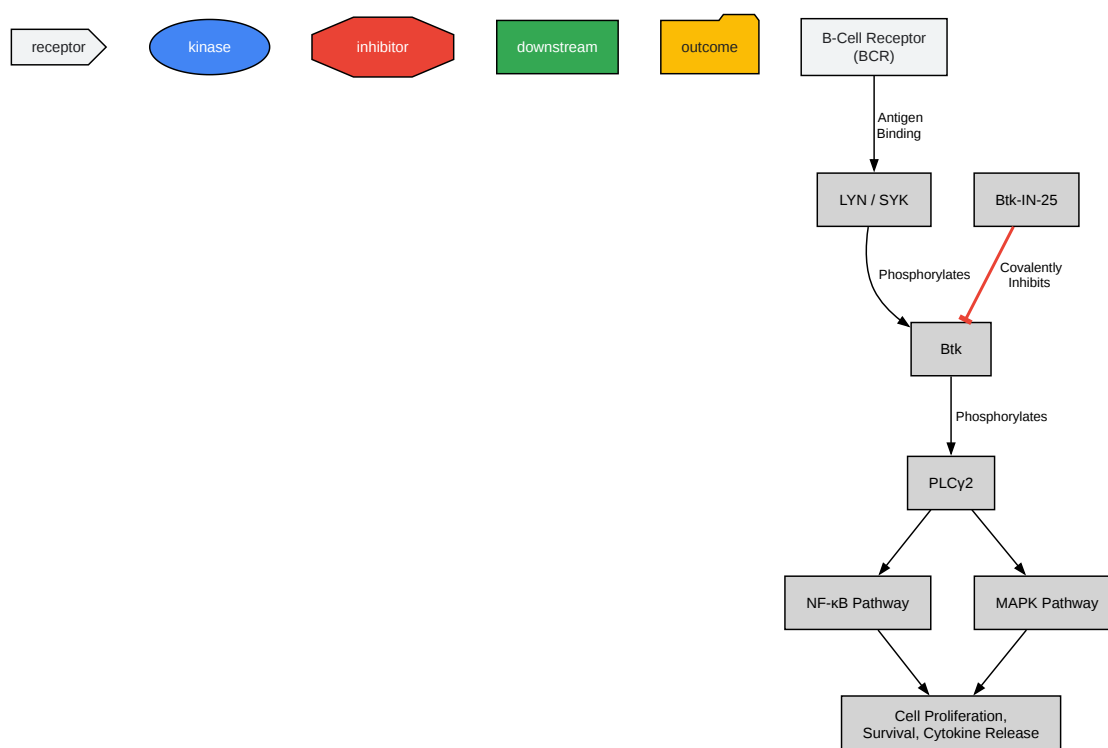 receptor
kinase
inhibitor
downstream
outcome
B-Cell Receptor
(BCR)
Antigen
Binding
LYN / SYK
Btk-IN-25
Phosphorylates
Covalently
Inhibits
Btk
Phosphorylates
PLCγ2
NF-κB Pathway
MAPK Pathway
Cell Proliferation,
Survival, Cytokine Release